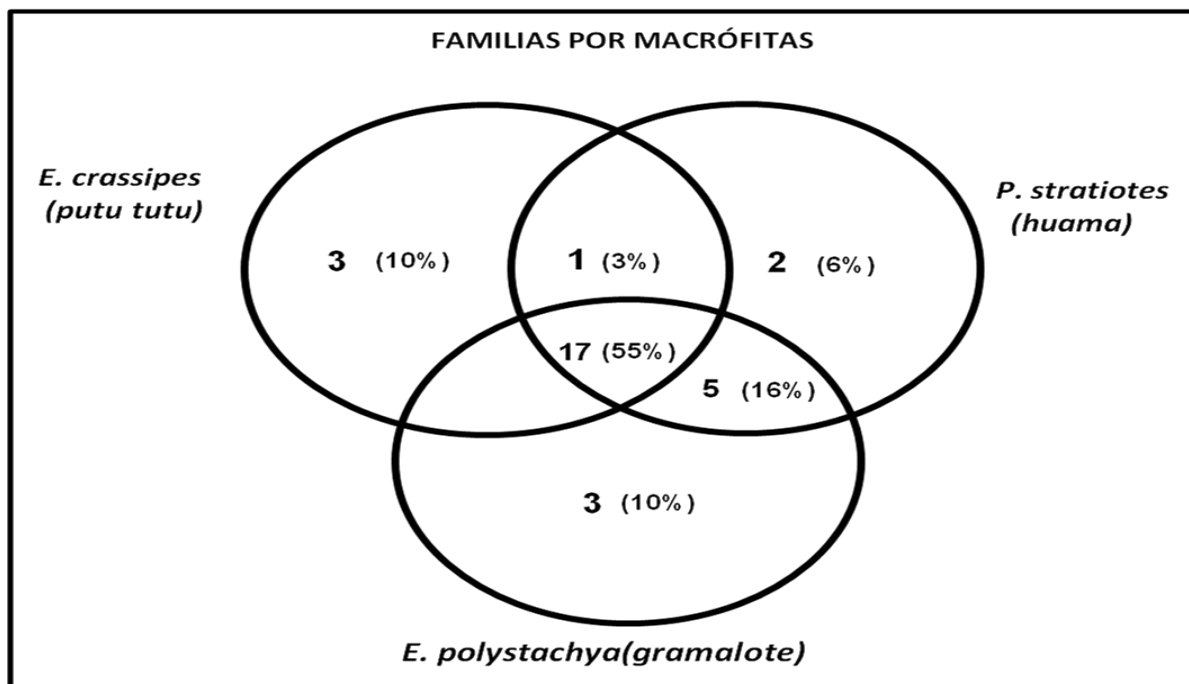 FAMILIAS POR MACRÓFITAS
E. crassipes
(putu tutu)
P. stratiotes
(huama)
3 (10%)
1 (3%)
2 (6%)
17 (55%)
5 (16%)
3 (10%)
E. polystachya(gramalote)